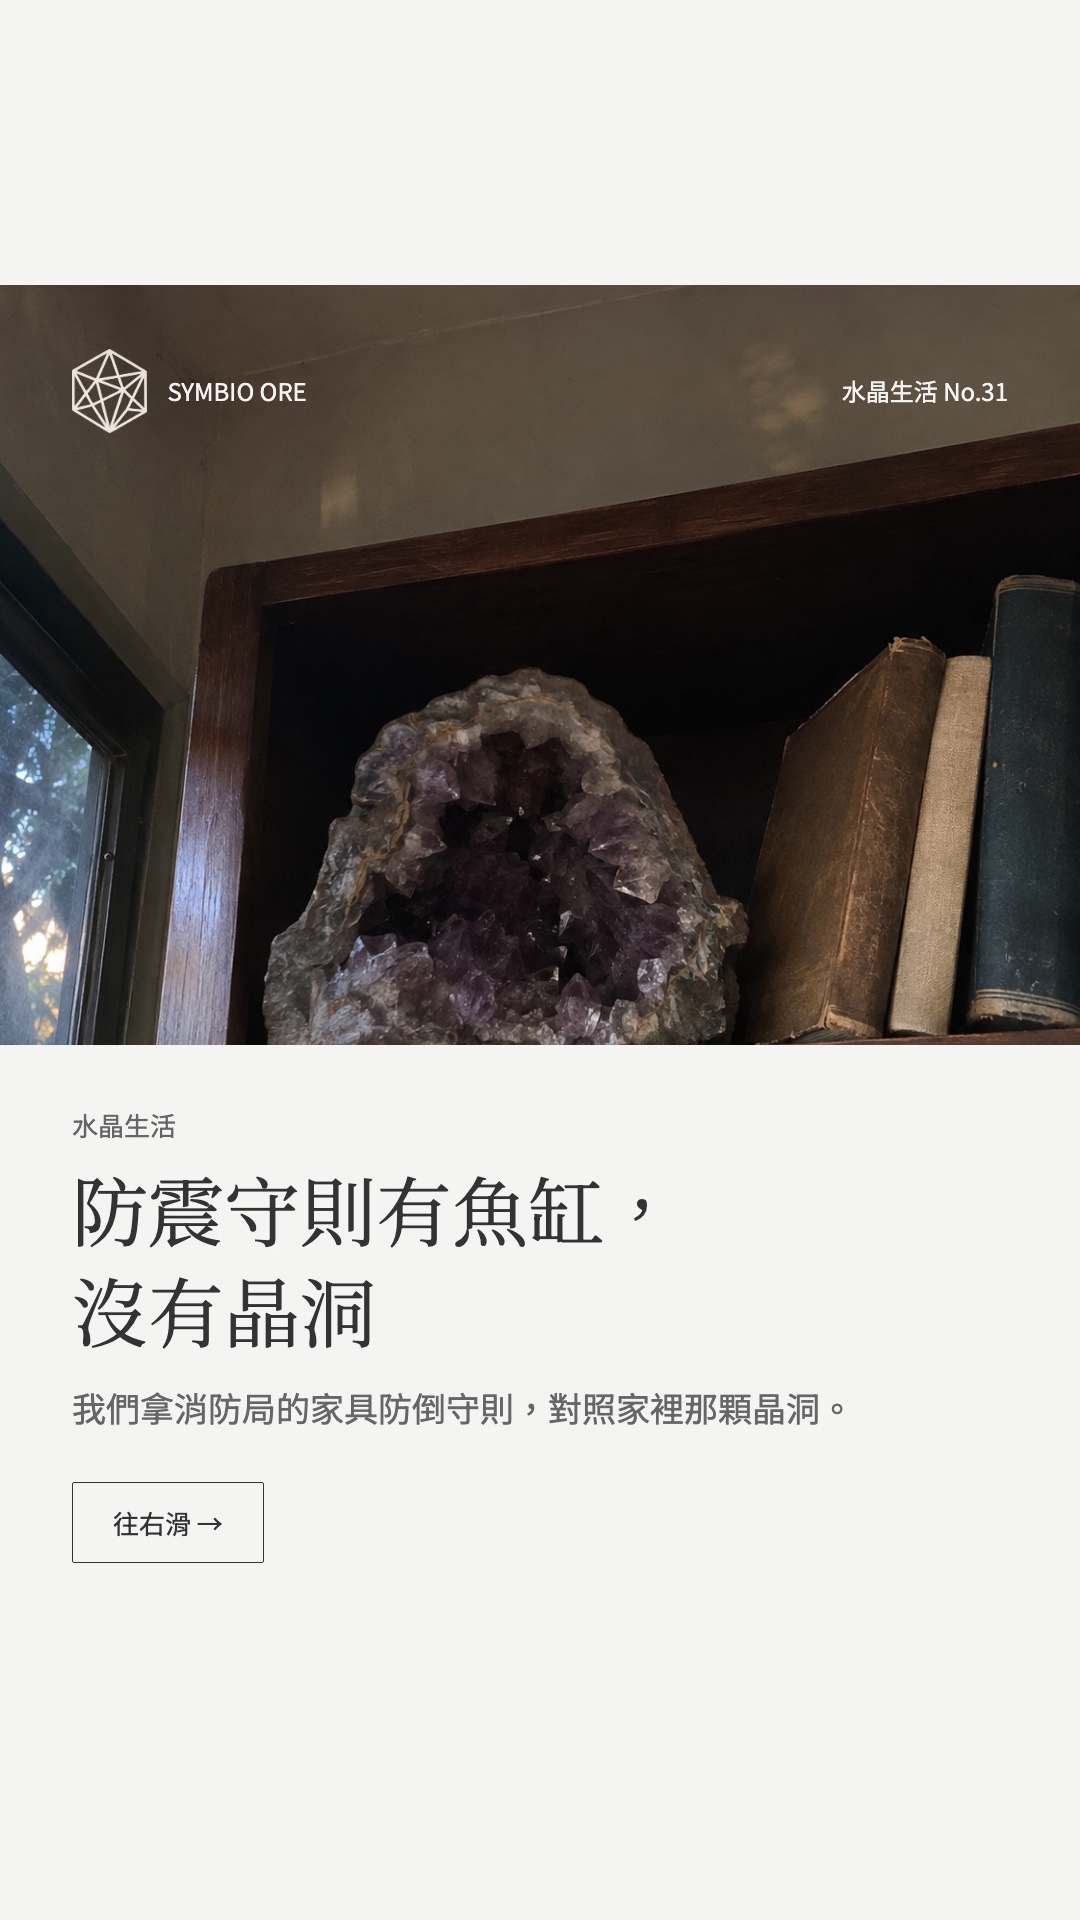 SYMBIO ORE
水晶生活 No.31
水晶生活
防震守則有魚缸，
沒有晶洞
我們拿消防局的家具防倒守則，對照家裡那顆晶洞。
往右滑 →